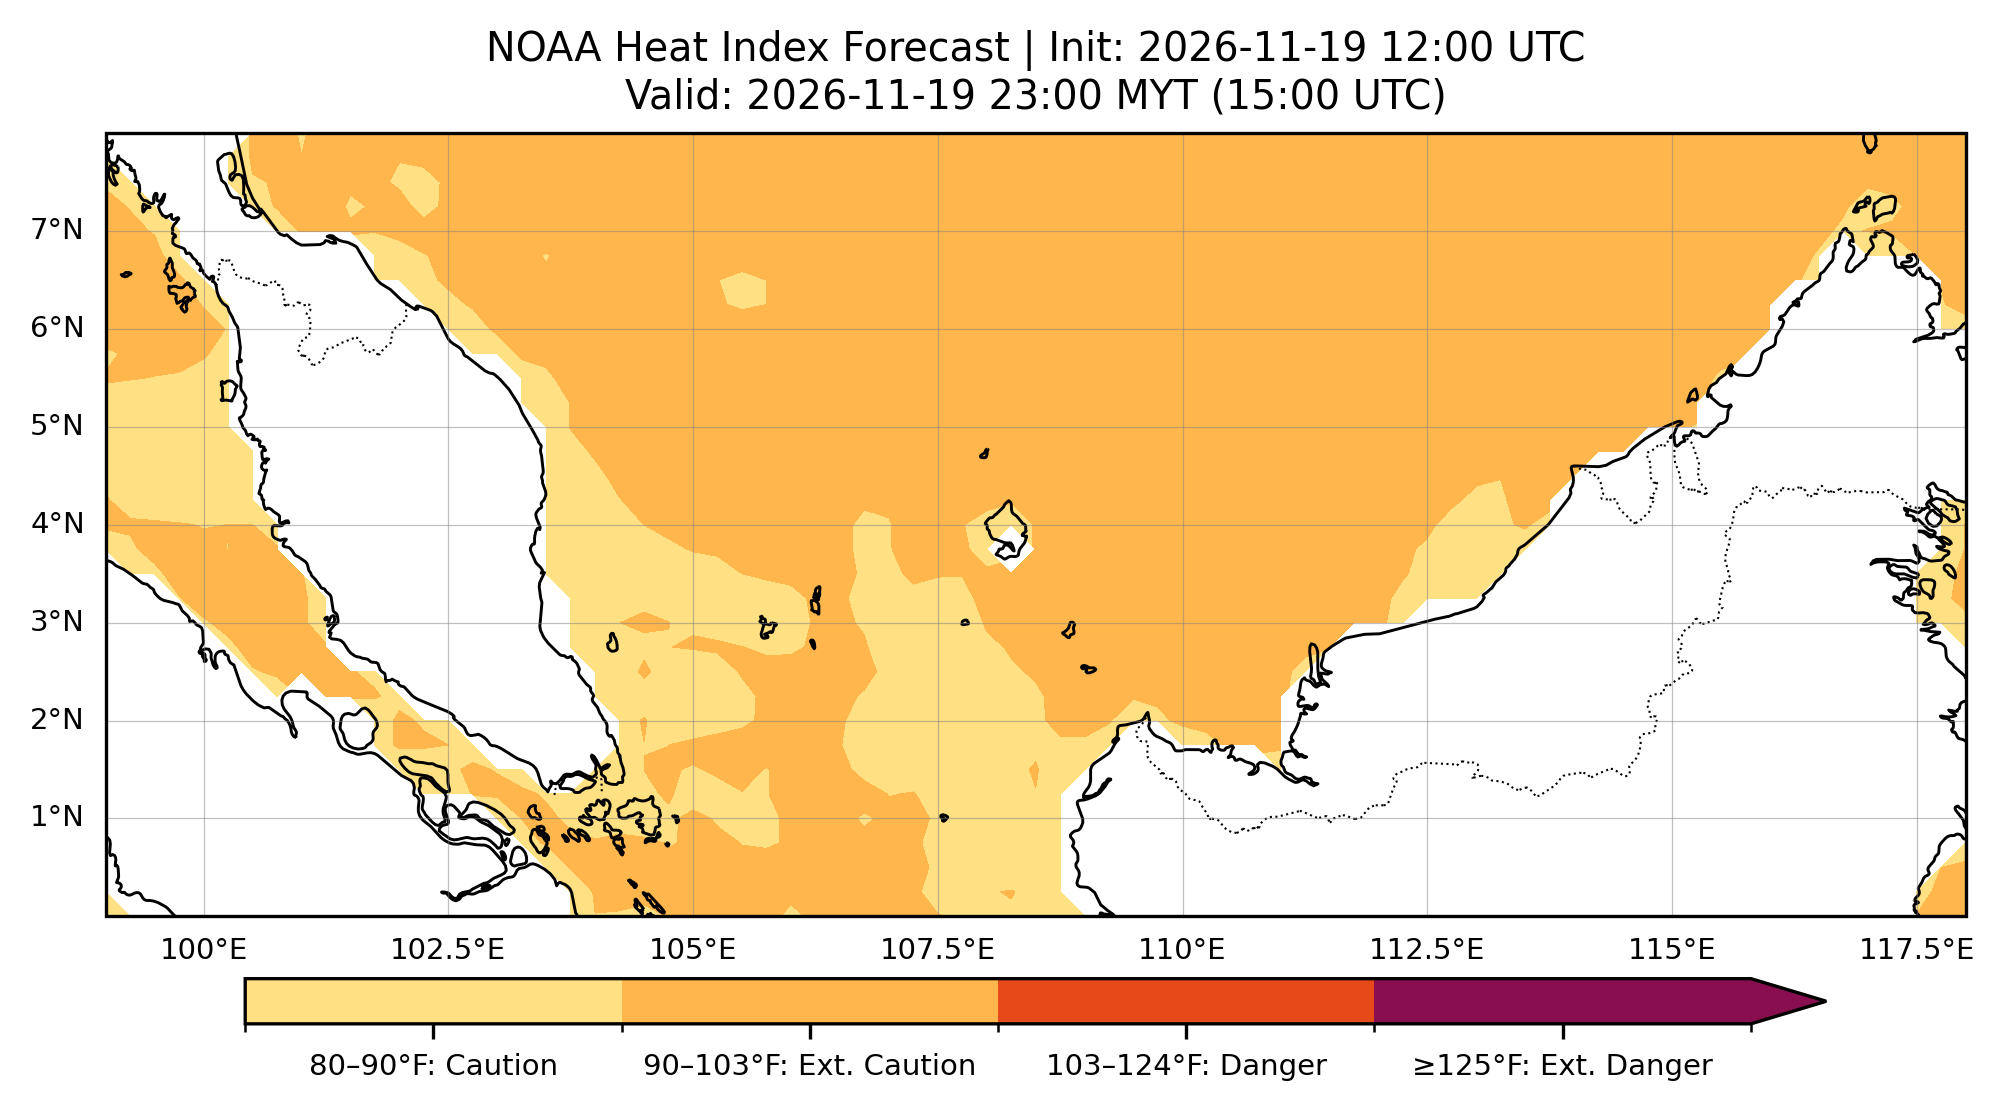 NOAA Heat Index Forecast | Init: 2026-11-19 12:00 UTC
Valid: 2026-11-19 23:00 MYT (15:00 UTC)
7°N
6°N
5°N
4°N
3°N
2°N
1°N
100°E 102.5°E 105°E 107.5°E 110°E 112.5°E 115°E 117.5°E
80–90°F: Caution 90–103°F: Ext. Caution 103–124°F: Danger ≥125°F: Ext. Danger